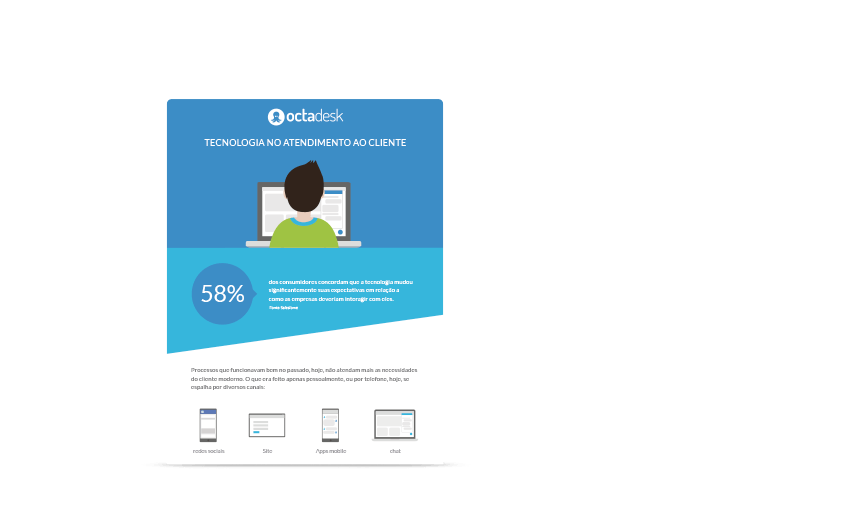 octadesk
TECNOLOGIA NO ATENDIMENTO AO CLIENTE
58%
dos consumidores concordam que a tecnologia mudou
significantemente suas expectativas em relação a
como as empresas deveriam interagir com eles.
Processos que funcionavam bem no passado, hoje, não atendam mais as necessidades
do cliente moderno. O que era feito apenas pessoalmente, ou por telefone, hoje, se
espalha por diversos canais:
redes sociais
Site
Apps mobile
chat